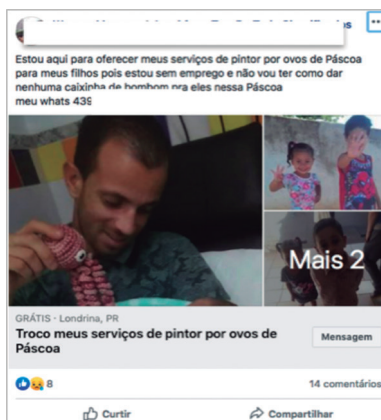 Estou aqui para oferecer meus serviços de pintor por ovos de Páscoa
para meus filhos pois estou sem emprego e não vou ter como dar
nenhuma caixinha de bombom pra eles nessa Páscoa
meu whats 439
Mais 2
GRÁTIS · Londrina, PR
Troco meus serviços de pintor por ovos de
Páscoa
Mensagem
8
14 comentários
Curtir
Compartilhar